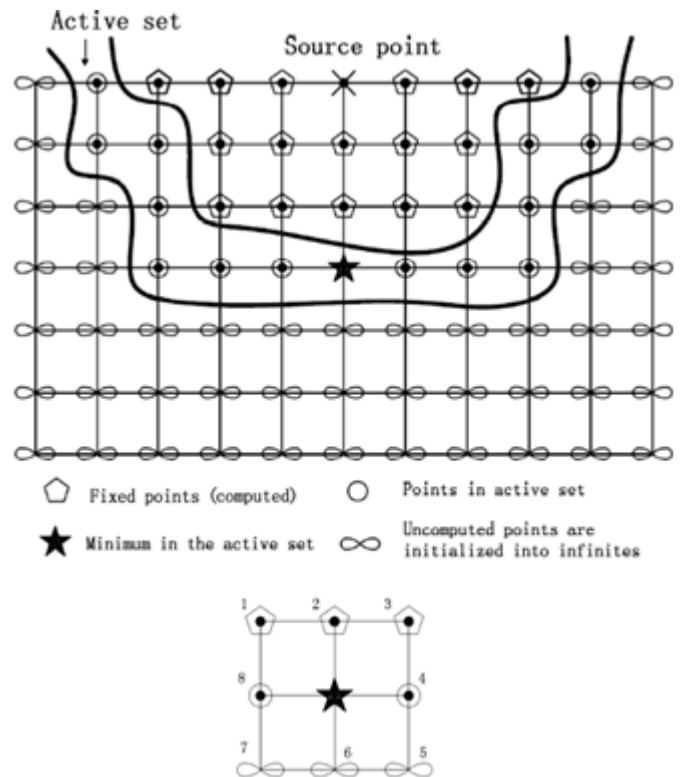 Active set
Source point
Fixed points (computed)
Points in active set
Minimum in the active set
Uncomputed points are
initialized into infinites
1 2 3
8 4
7 6 5